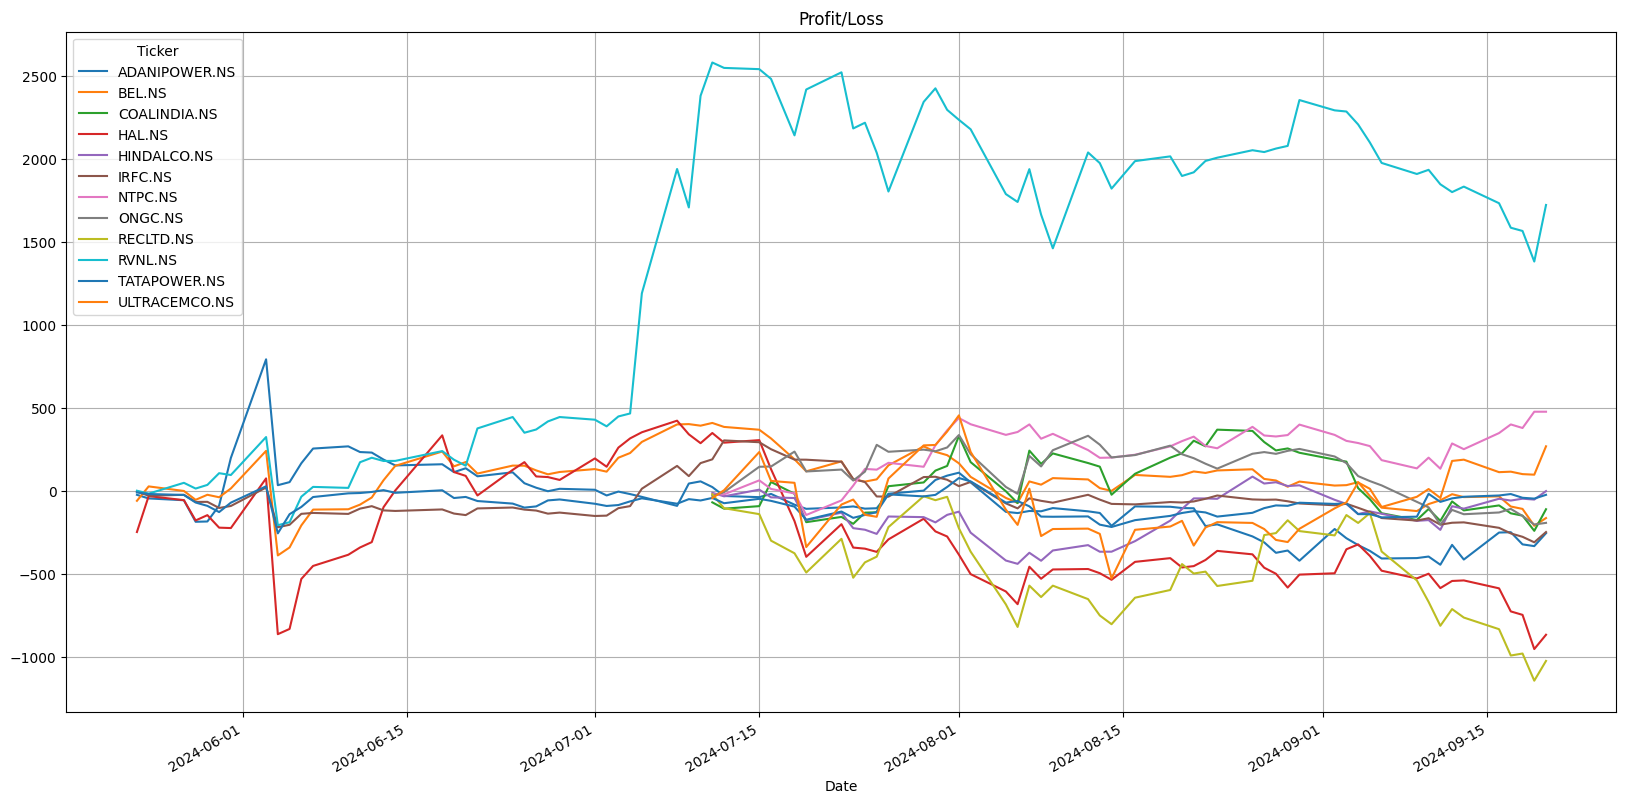 Profit/Loss
Ticker
ADANIPOWER.NS
BEL.NS
COALINDIA.NS
HAL.NS
HINDALCO.NS
IRFC.NS
NTPC.NS
ONGC.NS
RECLTD.NS
RVNL.NS
TATAPOWER.NS
ULTRACEMCO.NS
2500
2000
1500
1000
500
0
−500
−1000
2024-06-01
2024-06-15
2024-07-01
2024-07-15
2024-08-01
2024-08-15
2024-09-01
2024-09-15
Date